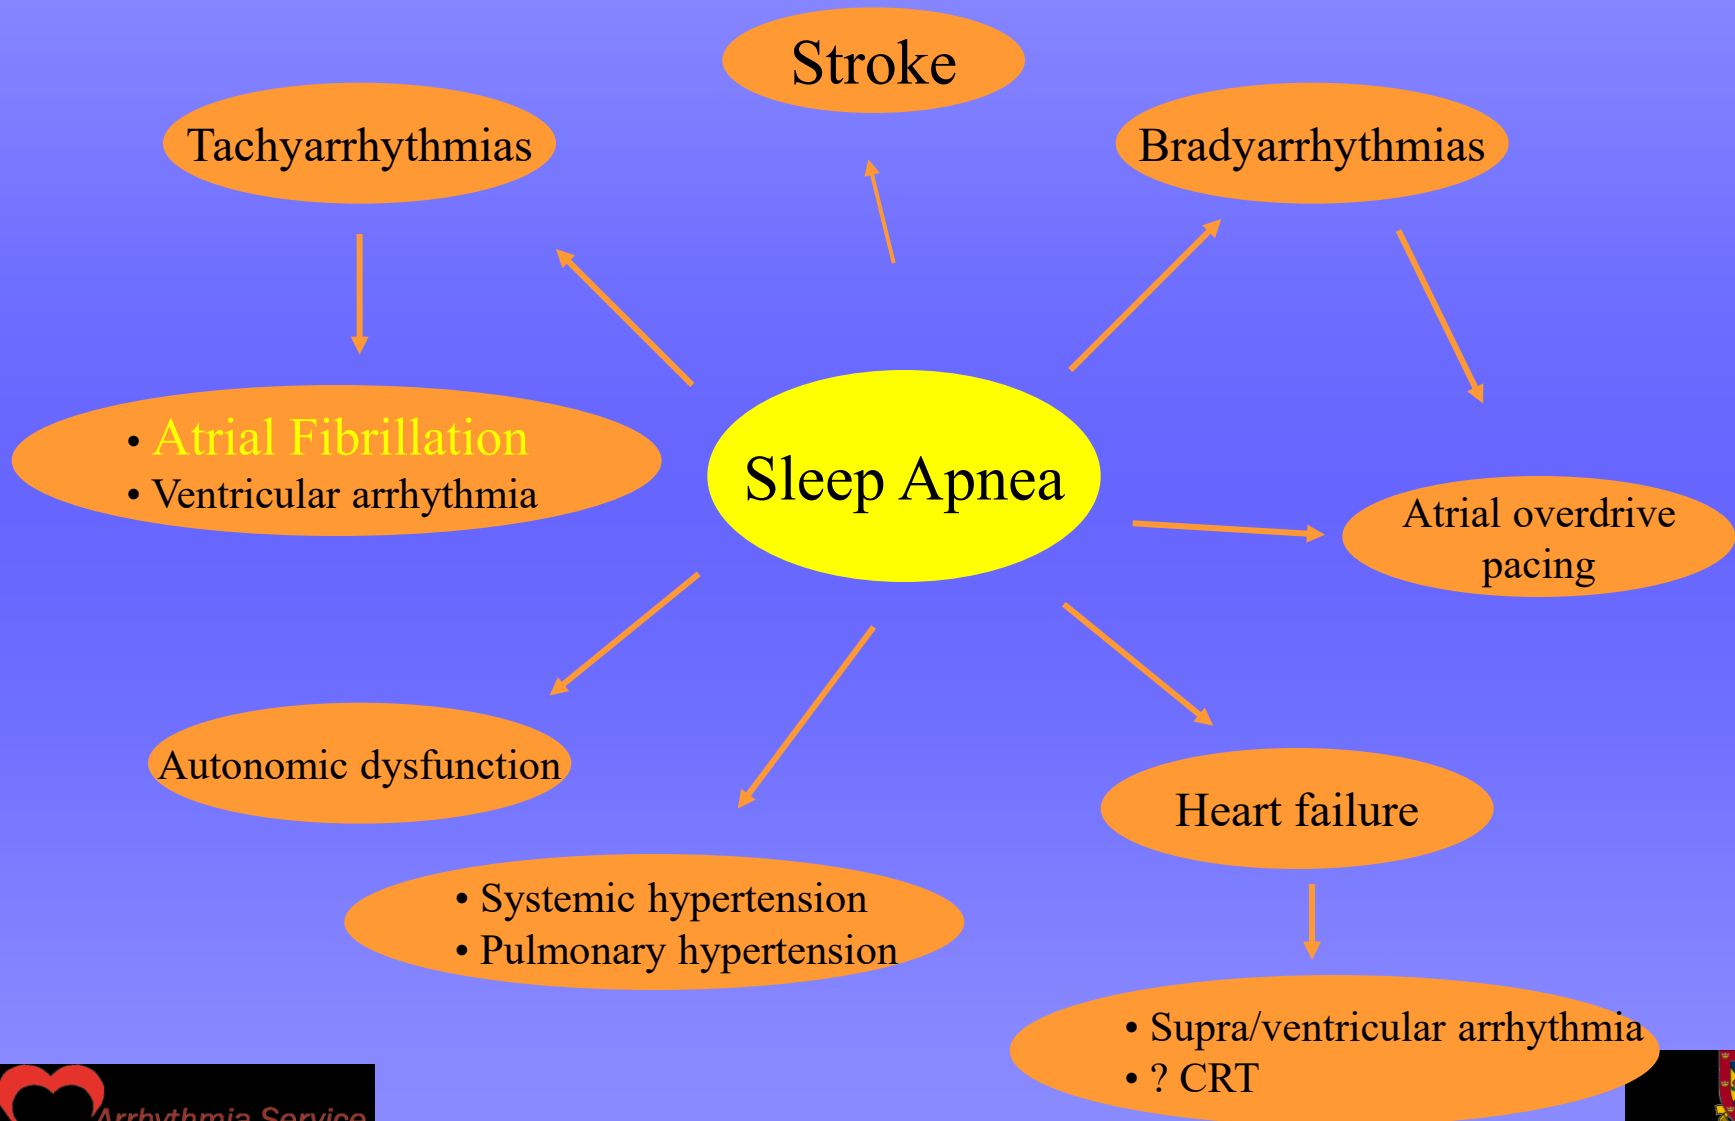 Stroke
Tachyarrhythmias
Bradyarrhythmias
• Atrial Fibrillation
• Ventricular arrhythmia
Sleep Apnea
Atrial overdrive
pacing
Autonomic dysfunction
Heart failure
• Systemic hypertension
• Pulmonary hypertension
• Supra/ventricular arrhythmia
• ? CRT
Arrhythmia Service